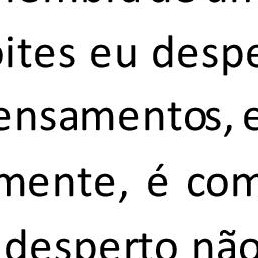 oites eu despe
ensamentos, e
mente, é com
desperto não